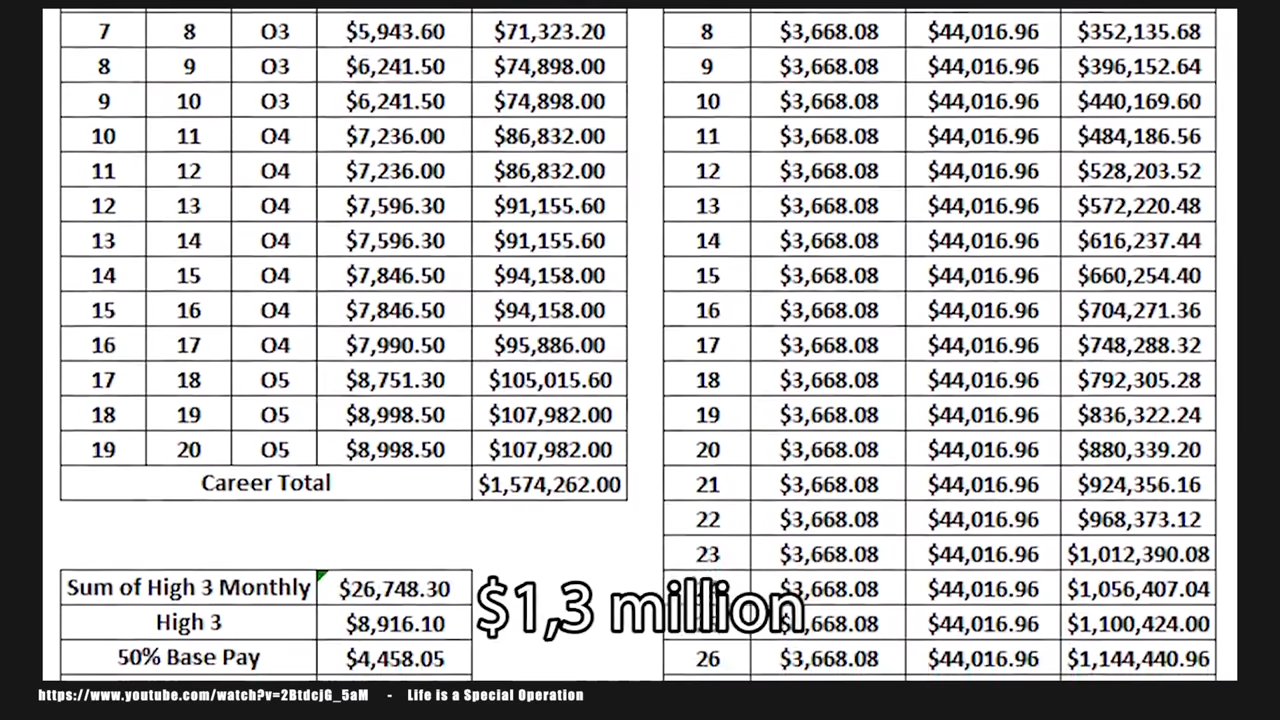 7 8 O3 $5,943.60 $71,323.20 8 $3,668.08 $44,016.96 $352,135.68
8 9 O3 $6,241.50 $74,898.00 9 $3,668.08 $44,016.96 $396,152.64
9 10 O3 $6,241.50 $74,898.00 10 $3,668.08 $44,016.96 $440,169.60
10 11 O4 $7,236.00 $86,832.00 11 $3,668.08 $44,016.96 $484,186.56
11 12 O4 $7,236.00 $86,832.00 12 $3,668.08 $44,016.96 $528,203.52
12 13 O4 $7,596.30 $91,155.60 13 $3,668.08 $44,016.96 $572,220.48
13 14 O4 $7,596.30 $91,155.60 14 $3,668.08 $44,016.96 $616,237.44
14 15 O4 $7,846.50 $94,158.00 15 $3,668.08 $44,016.96 $660,254.40
15 16 O4 $7,846.50 $94,158.00 16 $3,668.08 $44,016.96 $704,271.36
16 17 O4 $7,990.50 $95,886.00 17 $3,668.08 $44,016.96 $748,288.32
17 18 O5 $8,751.30 $105,015.60 18 $3,668.08 $44,016.96 $792,305.28
18 19 O5 $8,998.50 $107,982.00 19 $3,668.08 $44,016.96 $836,322.24
19 20 O5 $8,998.50 $107,982.00 20 $3,668.08 $44,016.96 $880,339.20
Career Total $1,574,262.00 21 $3,668.08 $44,016.96 $924,356.16
22 $3,668.08 $44,016.96 $968,373.12
23 $3,668.08 $44,016.96 $1,012,390.08
Sum of High 3 Monthly $26,748.30 $3,668.08 $44,016.96 $1,056,407.04
High 3 $8,916.10 $1,3 million $3,668.08 $44,016.96 $1,100,424.00
50% Base Pay $4,458.05 26 $3,668.08 $44,016.96 $1,144,440.96
https://www.youtube.com/watch?v=2BtdcjG_5aM - Life is a Special Operation